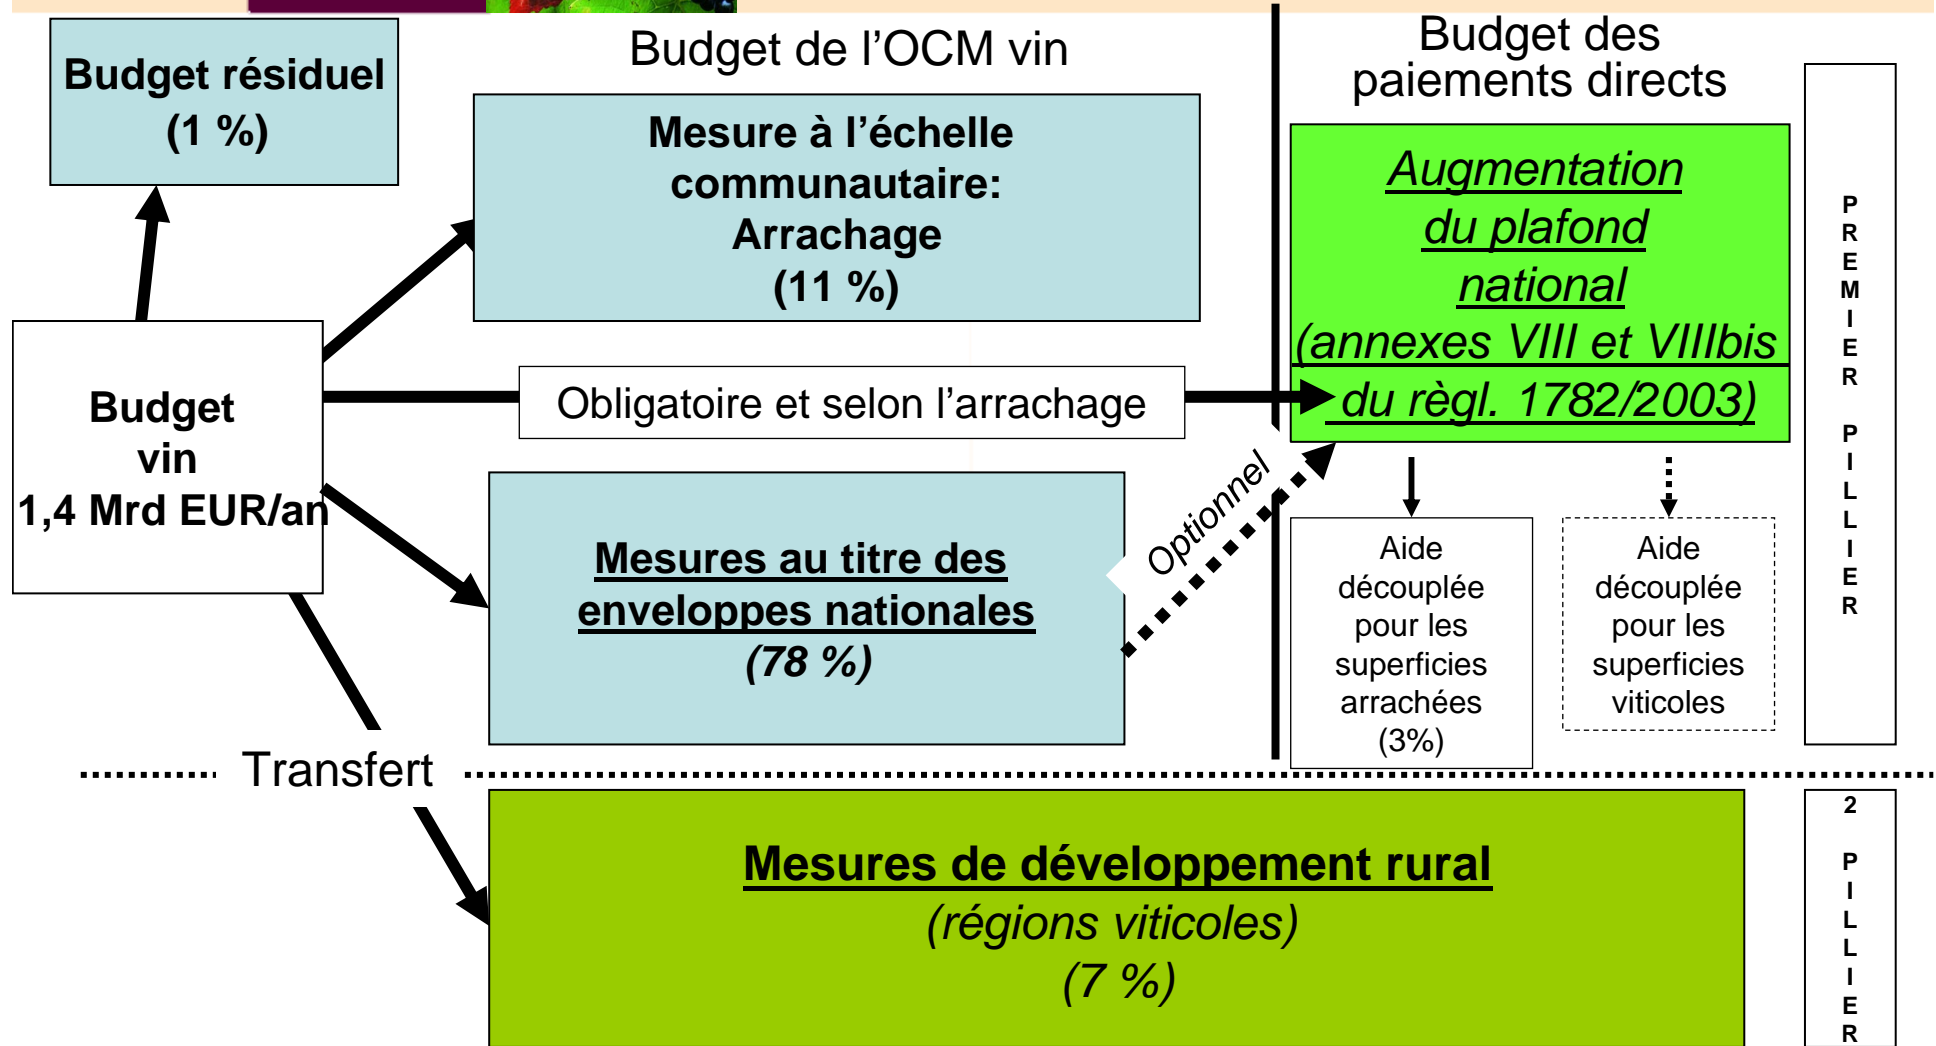 Budget résiduel
(1 %)
Budget de l’OCM vin
Budget des
paiements directs
Mesure à l’échelle
communautaire:
Arrachage
(11 %)
Augmentation
du plafond
national
(annexes VIII et VIIIbis
du règl. 1782/2003)
Budget
vin
1,4 Mrd EUR/an
Obligatoire et selon l’arrachage
Optionnel
Mesures au titre des
enveloppes nationales
(78 %)
Aide
découplée
pour les
superficies
arrachées
(3%)
Aide
découplée
pour les
superficies
viticoles
PREMIER PILLIER
Transfert
Mesures de développement rural
(régions viticoles)
(7 %)
2 PILLIER